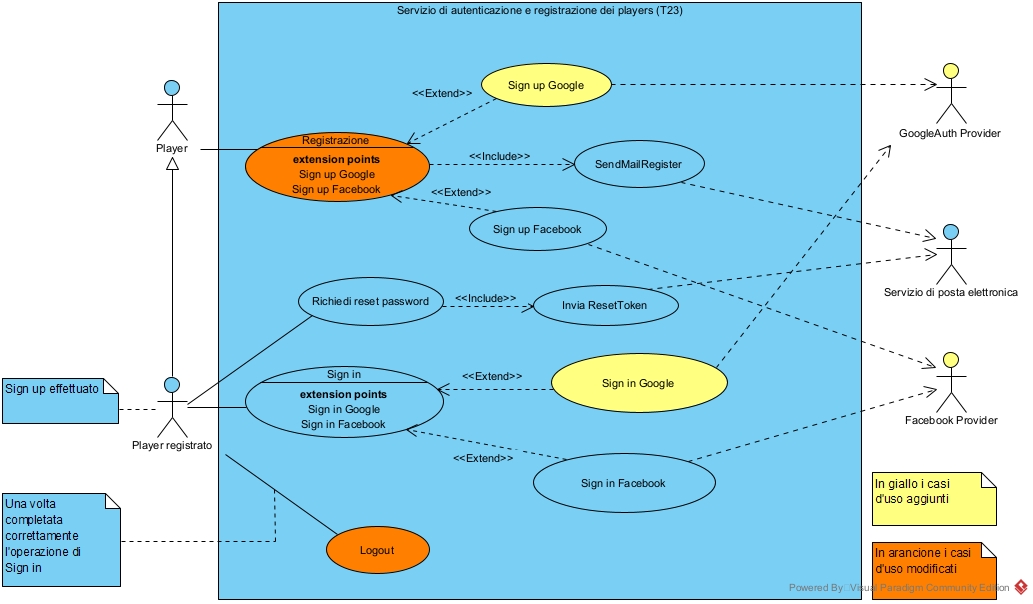 Servizio di autenticazione e registrazione dei players (T23)
Sign up Google
<<Extend>>
GoogleAuth Provider
Player
Registrazione
extension points
Sign up Google
Sign up Facebook
<<Include>>
SendMailRegister
<<Extend>>
Sign up Facebook
Servizio di posta elettronica
Richiedi reset password
<<Include>>
Invia ResetToken
Sign in
extension points
Sign in Google
Sign in Facebook
<<Extend>>
Sign in Google
Facebook Provider
Sign up effettuato
Player registrato
<<Extend>>
Sign in Facebook
Una volta
completata
correttamente
l'operazione di
Sign in
Logout
In giallo i casi
d'uso aggiunti
In arancione i casi
d'uso modificati
Powered By: Visual Paradigm Community Edition